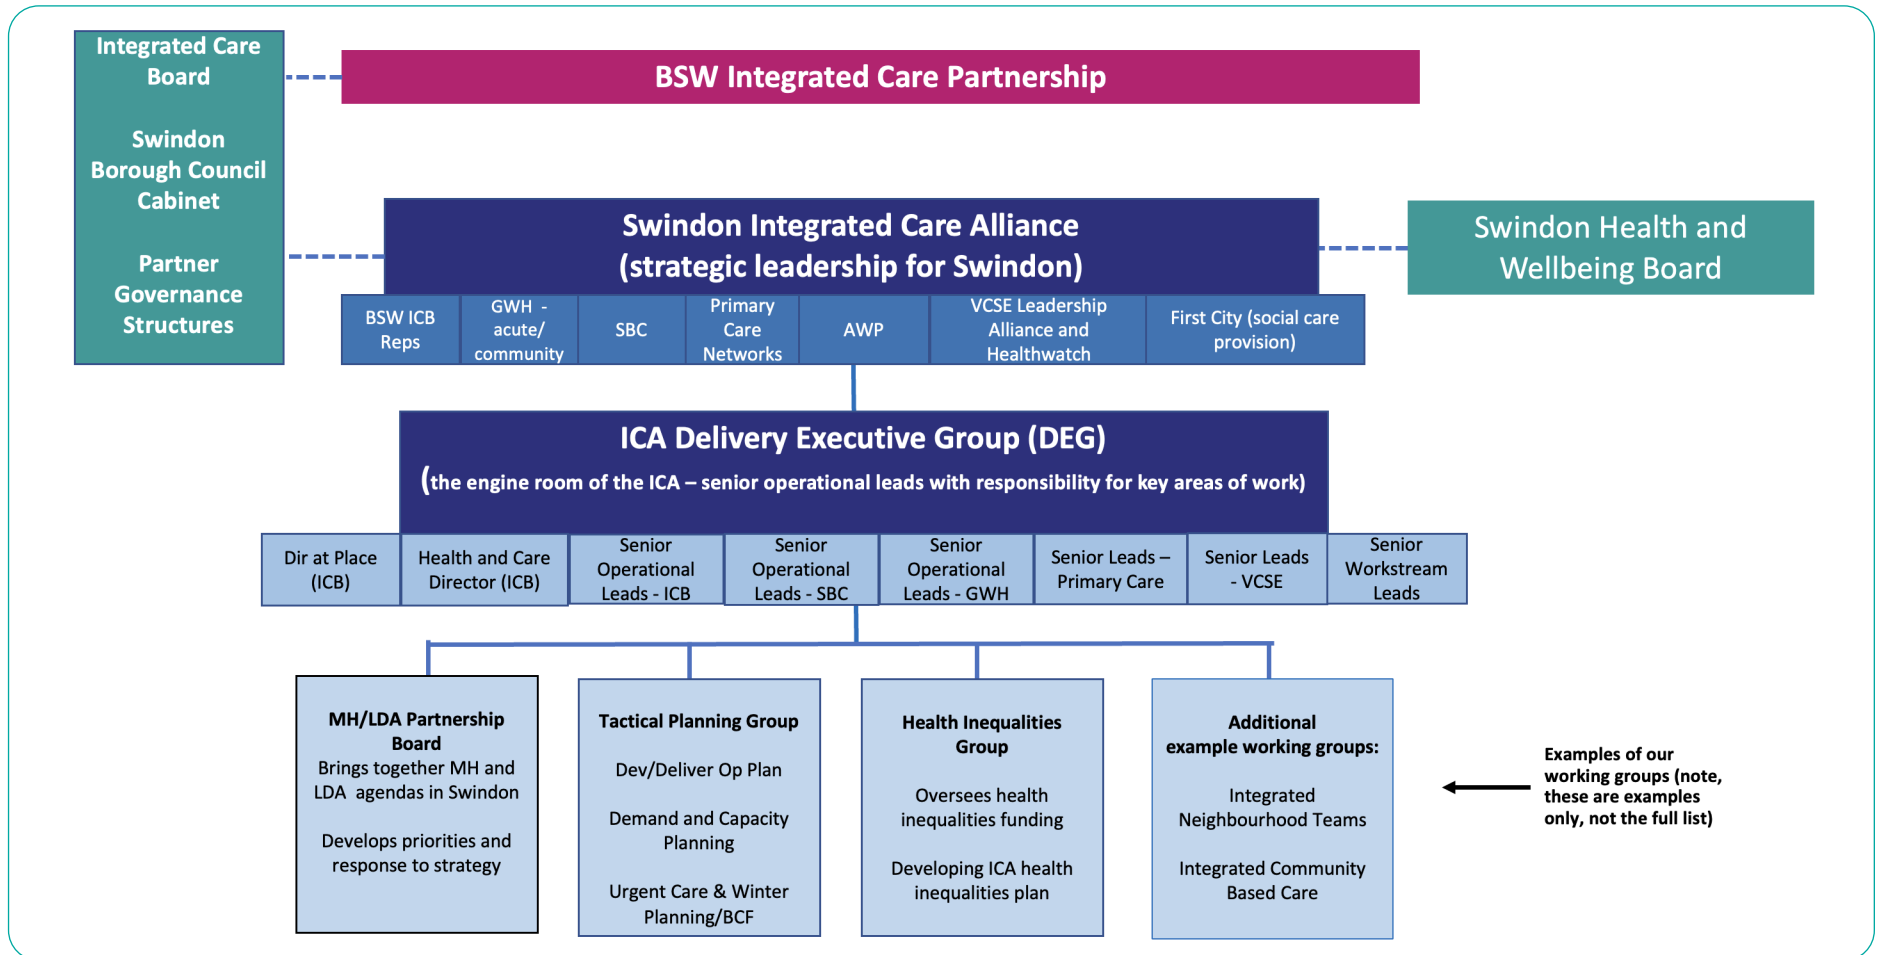 Integrated Care
Board
Swindon
Borough Council
Cabinet
Partner
Governance
Structures
BSW Integrated Care Partnership
Swindon Integrated Care Alliance
(strategic leadership for Swindon)
Swindon Health and
Wellbeing Board
BSW ICB
Reps
GWH -
acute/
community
SBC
Primary
Care
Networks
AWP
VCSE Leadership
Alliance and
Healthwatch
First City (social care
provision)
ICA Delivery Executive Group (DEG)
(the engine room of the ICA – senior operational leads with responsibility for key areas of work)
Dir at Place
(ICB)
Health and Care
Director (ICB)
Senior
Operational
Leads - ICB
Senior
Operational
Leads - SBC
Senior
Operational
Leads - GWH
Senior Leads –
Primary Care
Senior Leads
- VCSE
Senior
Workstream
Leads
MH/LDA Partnership
Board
Brings together MH and
LDA agendas in Swindon
Develops priorities and
response to strategy
Tactical Planning Group
Dev/Deliver Op Plan
Demand and Capacity
Planning
Urgent Care & Winter
Planning/BCF
Health Inequalities
Group
Oversees health
inequalities funding
Developing ICA health
inequalities plan
Additional
example working groups:
Integrated
Neighbourhood Teams
Integrated Community
Based Care
Examples of our
working groups (note,
these are examples
only, not the full list)